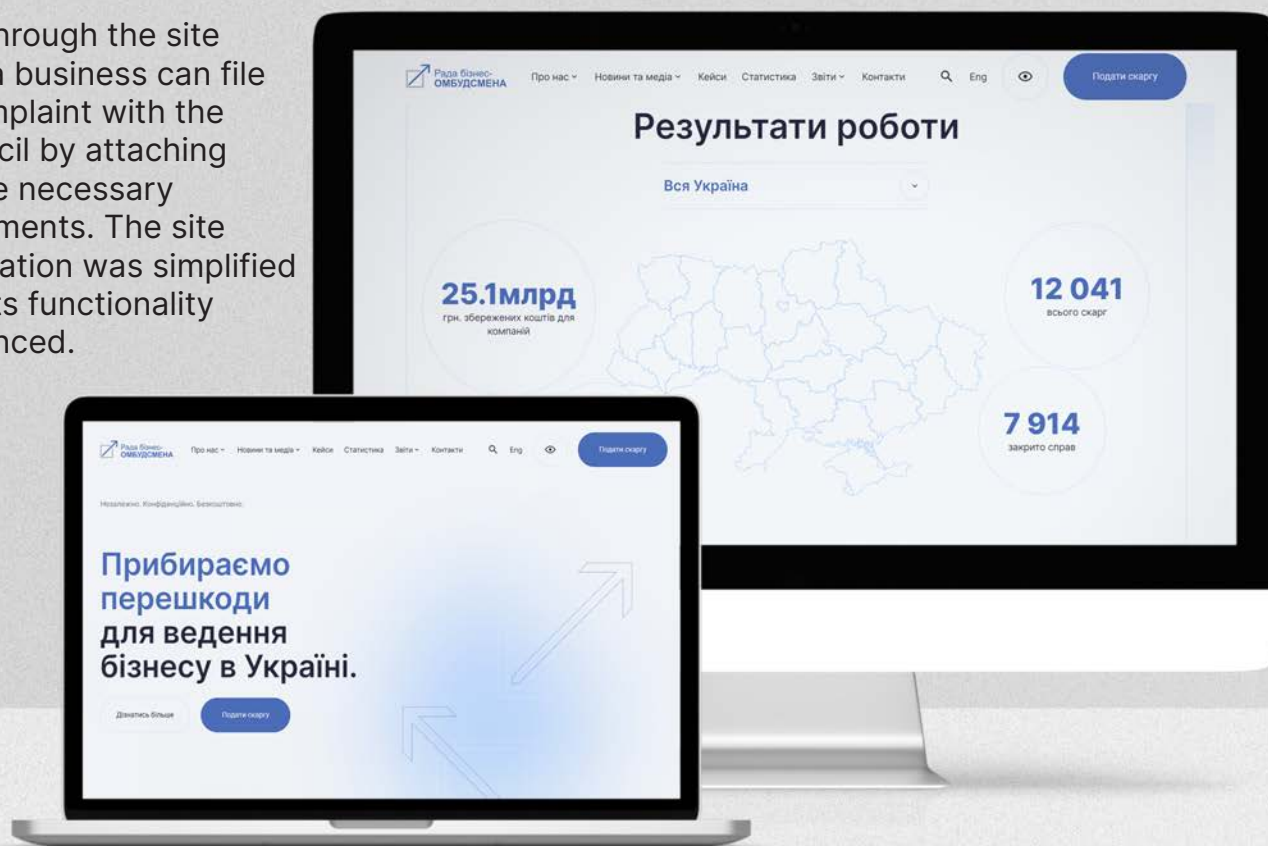 hrough the site
business can file
plaint with the
cil by attaching
necessary
ments. The site
ation was simplified
ts functionality
nced.
Рада бізнес-
ОМБУДСМЕНА
Про нас
Новини та медіа
Кейси
Статистика
Звіти
Контакти
Eng
Подати скаргу
Результати роботи
Вся Україна
25.1млрд
грн. збережених коштів для
компаній
12 041
всього скарг
7 914
закрито справ
Рада бізнес-
ОМБУДСМЕНА
Про нас
Новини та медіа
Кейси
Статистика
Звіти
Контакти
Eng
Подати скаргу
Незалежно. Конфіденційно. Безкоштовно.
Прибираємо
перешкоди
для ведення
бізнесу в Україні.
Дізнатись більше
Подати скаргу